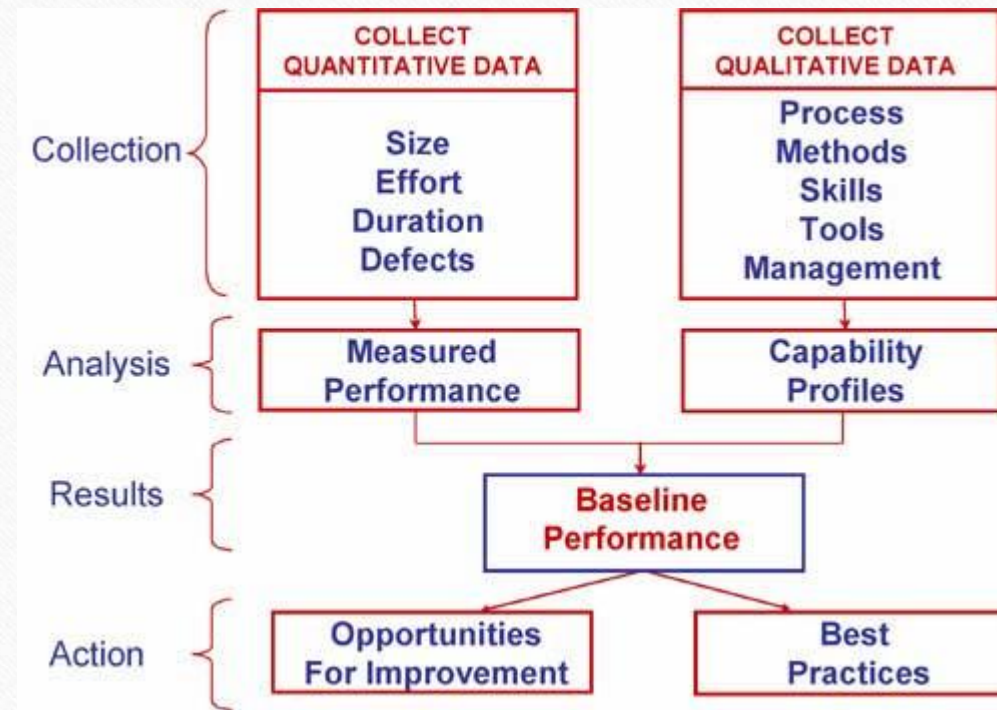 COLLECT
QUANTITATIVE DATA
COLLECT
QUALITATIVE DATA
Collection
Size
Effort
Duration
Defects
Process
Methods
Skills
Tools
Management
Analysis
Measured
Performance
Capability
Profiles
Results
Baseline
Performance
Action
Opportunities
For Improvement
Best
Practices